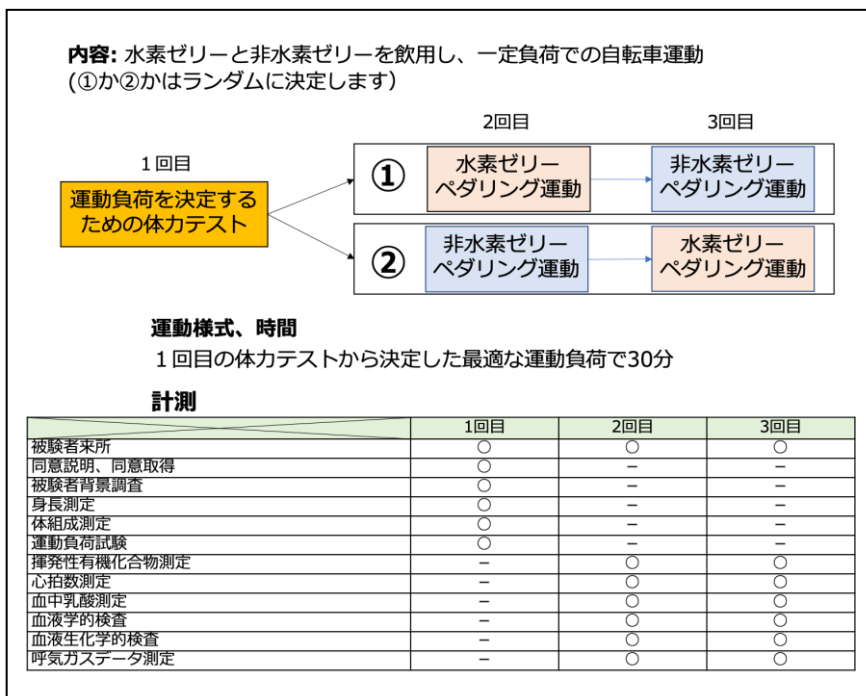 内容: 水素ゼリーと非水素ゼリーを飲用し、一定負荷での自転車運動
(①か②かはランダムに決定します）
2回目 3回目
１回目
運動負荷を決定する
ための体力テスト
①
水素ゼリー
ペダリング運動
非水素ゼリー
ペダリング運動
②
非水素ゼリー
ペダリング運動
水素ゼリー
ペダリング運動
運動様式、時間
１回目の体力テストから決定した最適な運動負荷で30分
計測
1回目 2回目 3回目
被験者来所 ○ ○ ○
同意説明、同意取得 ○ − −
被験者背景調査 ○ − −
身長測定 ○ − −
体組成測定 ○ − −
運動負荷試験 ○ − −
揮発性有機化合物測定 − ○ ○
心拍数測定 − ○ ○
血中乳酸測定 − ○ ○
血液学的検査 − ○ ○
血液生化学的検査 − ○ ○
呼気ガスデータ測定 − ○ ○